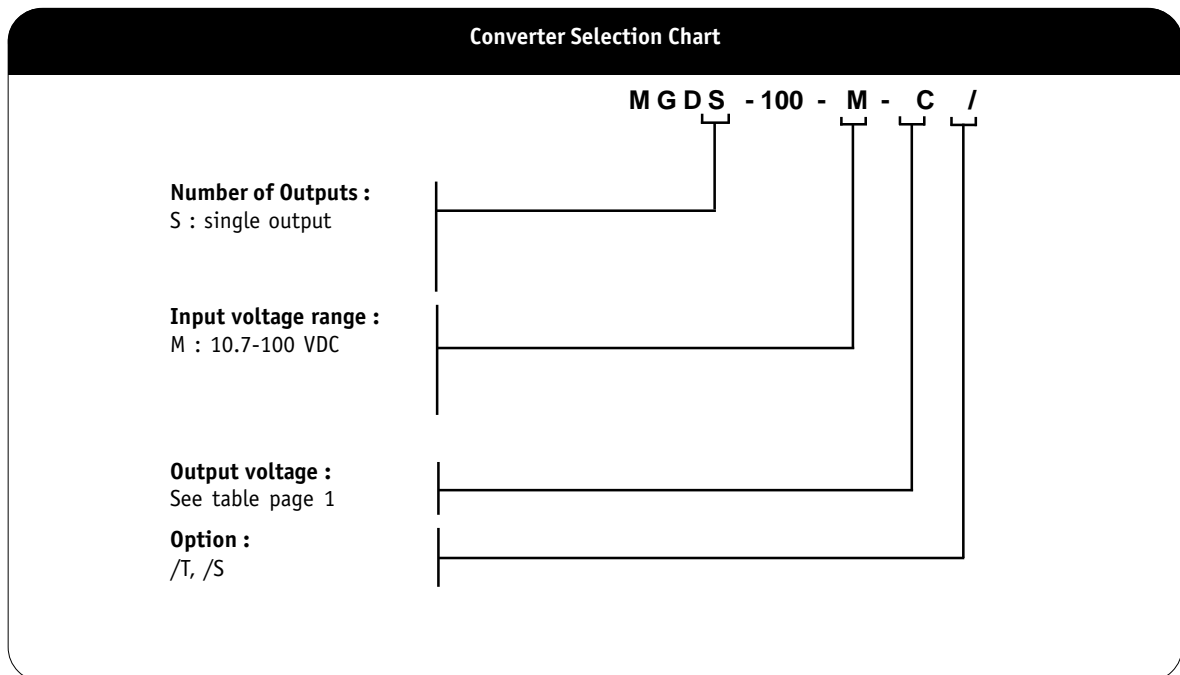 Converter Selection Chart
M G D S - 100 - M - C /
Number of Outputs :
S : single output
Input voltage range :
M : 10.7-100 VDC
Output voltage :
See table page 1
Option :
/T, /S